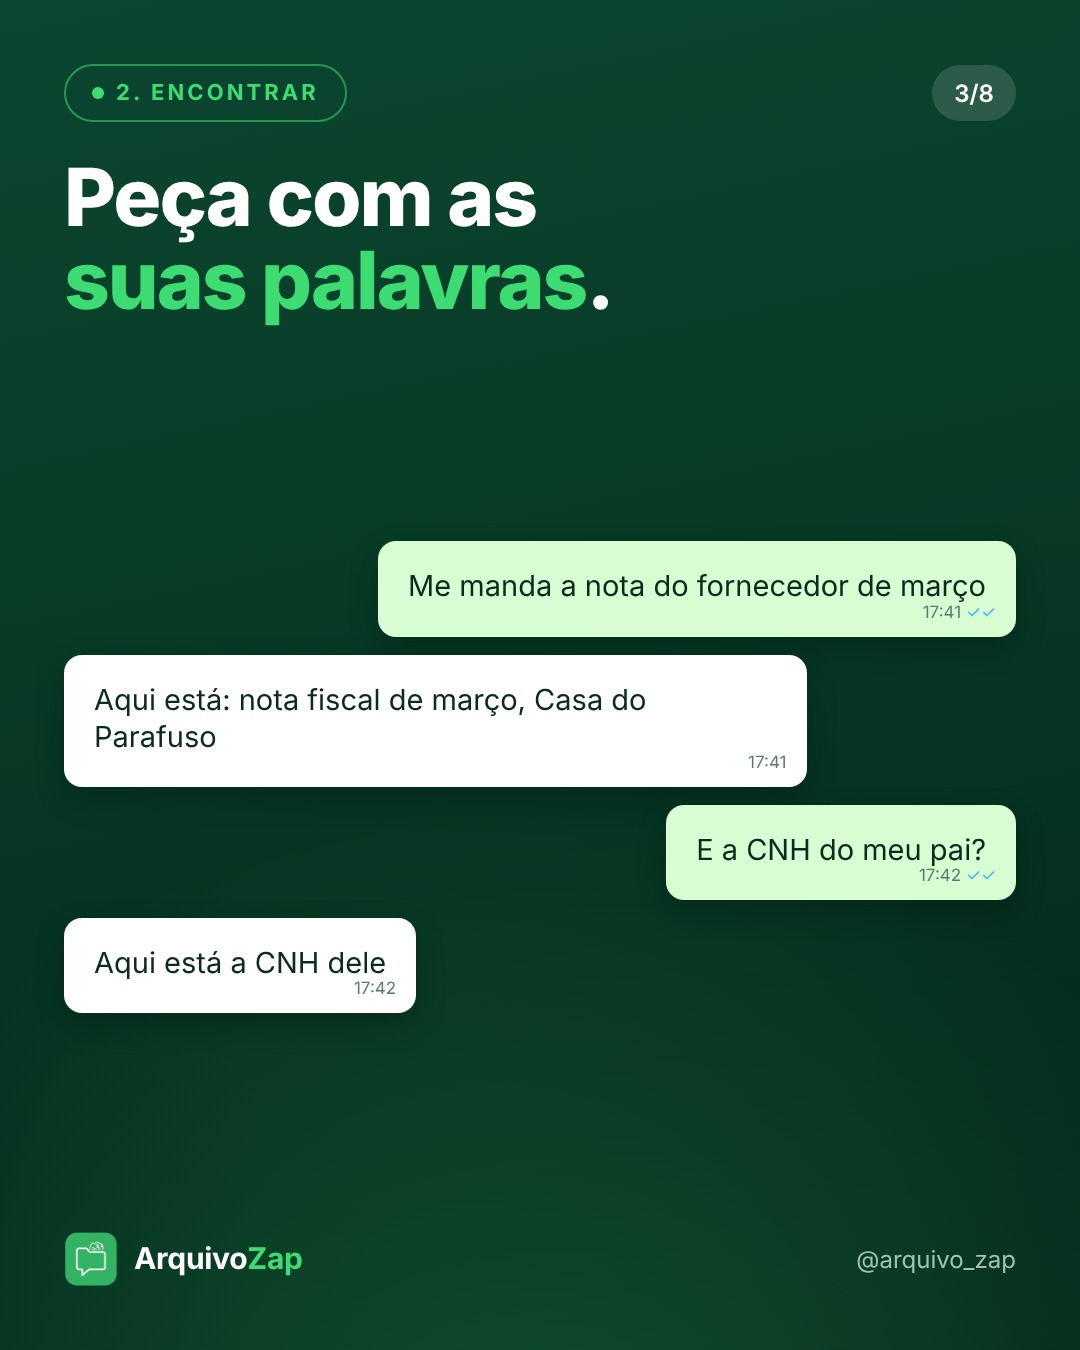 2. ENCONTRAR
3/8
Peça com as
suas palavras.
Me manda a nota do fornecedor de março
17:41
Aqui está: nota fiscal de março, Casa do
Parafuso
17:41
E a CNH do meu pai?
17:42
Aqui está a CNH dele
17:42
ArquivoZap
@arquivo_zap